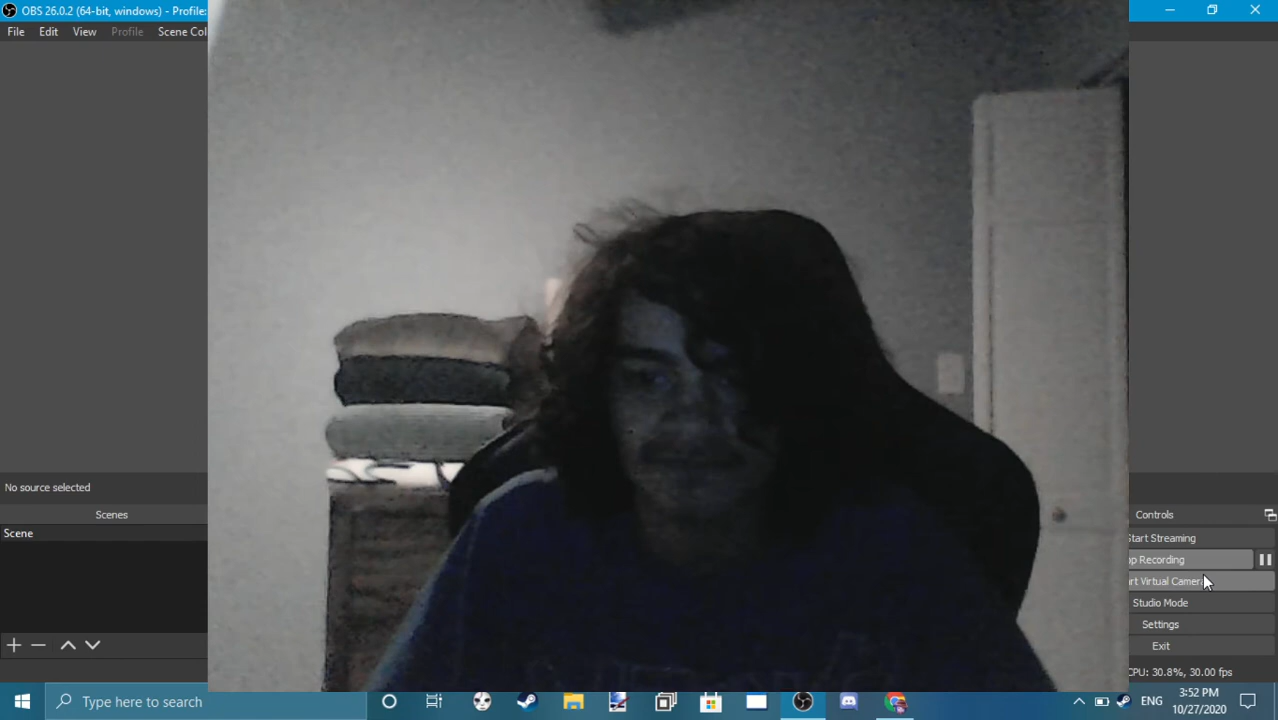 OBS 26.0.2 (64-bit, windows) - Profile:
File Edit View Profile Scene Col
No source selected
Scenes
Scene
Controls
Start Streaming
op Recording
rt Virtual Camera
Studio Mode
Settings
Exit
CPU: 30.8%, 30.00 fps
Type here to search
ENG
3:52 PM
10/27/2020